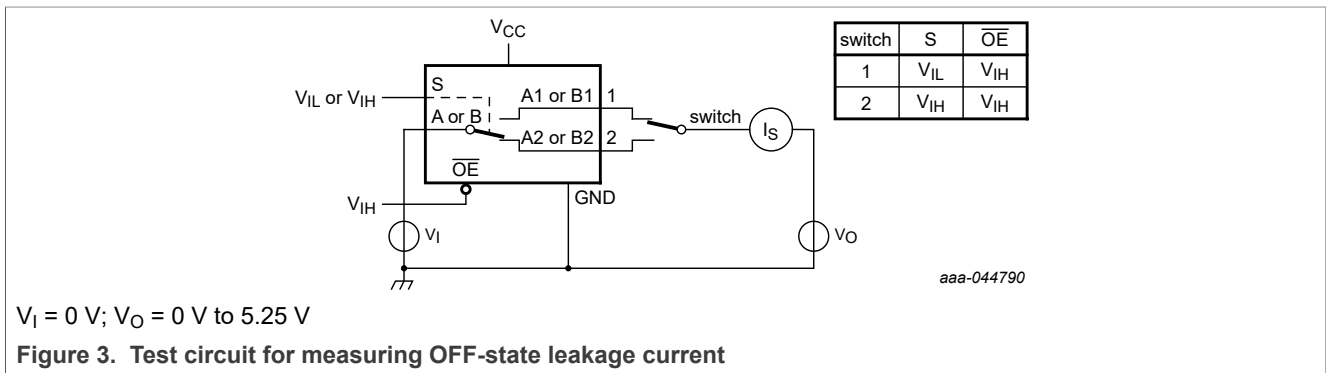 VCC
switch S OE
1 VIL VIH
2 VIH VIH
S
VIL or VIH
A1 or B1 1
A or B
switch
IS
A2 or B2 2
OE
VIH
GND
VI
VO
aaa-044790
VI = 0 V; VO = 0 V to 5.25 V
Figure 3. Test circuit for measuring OFF-state leakage current